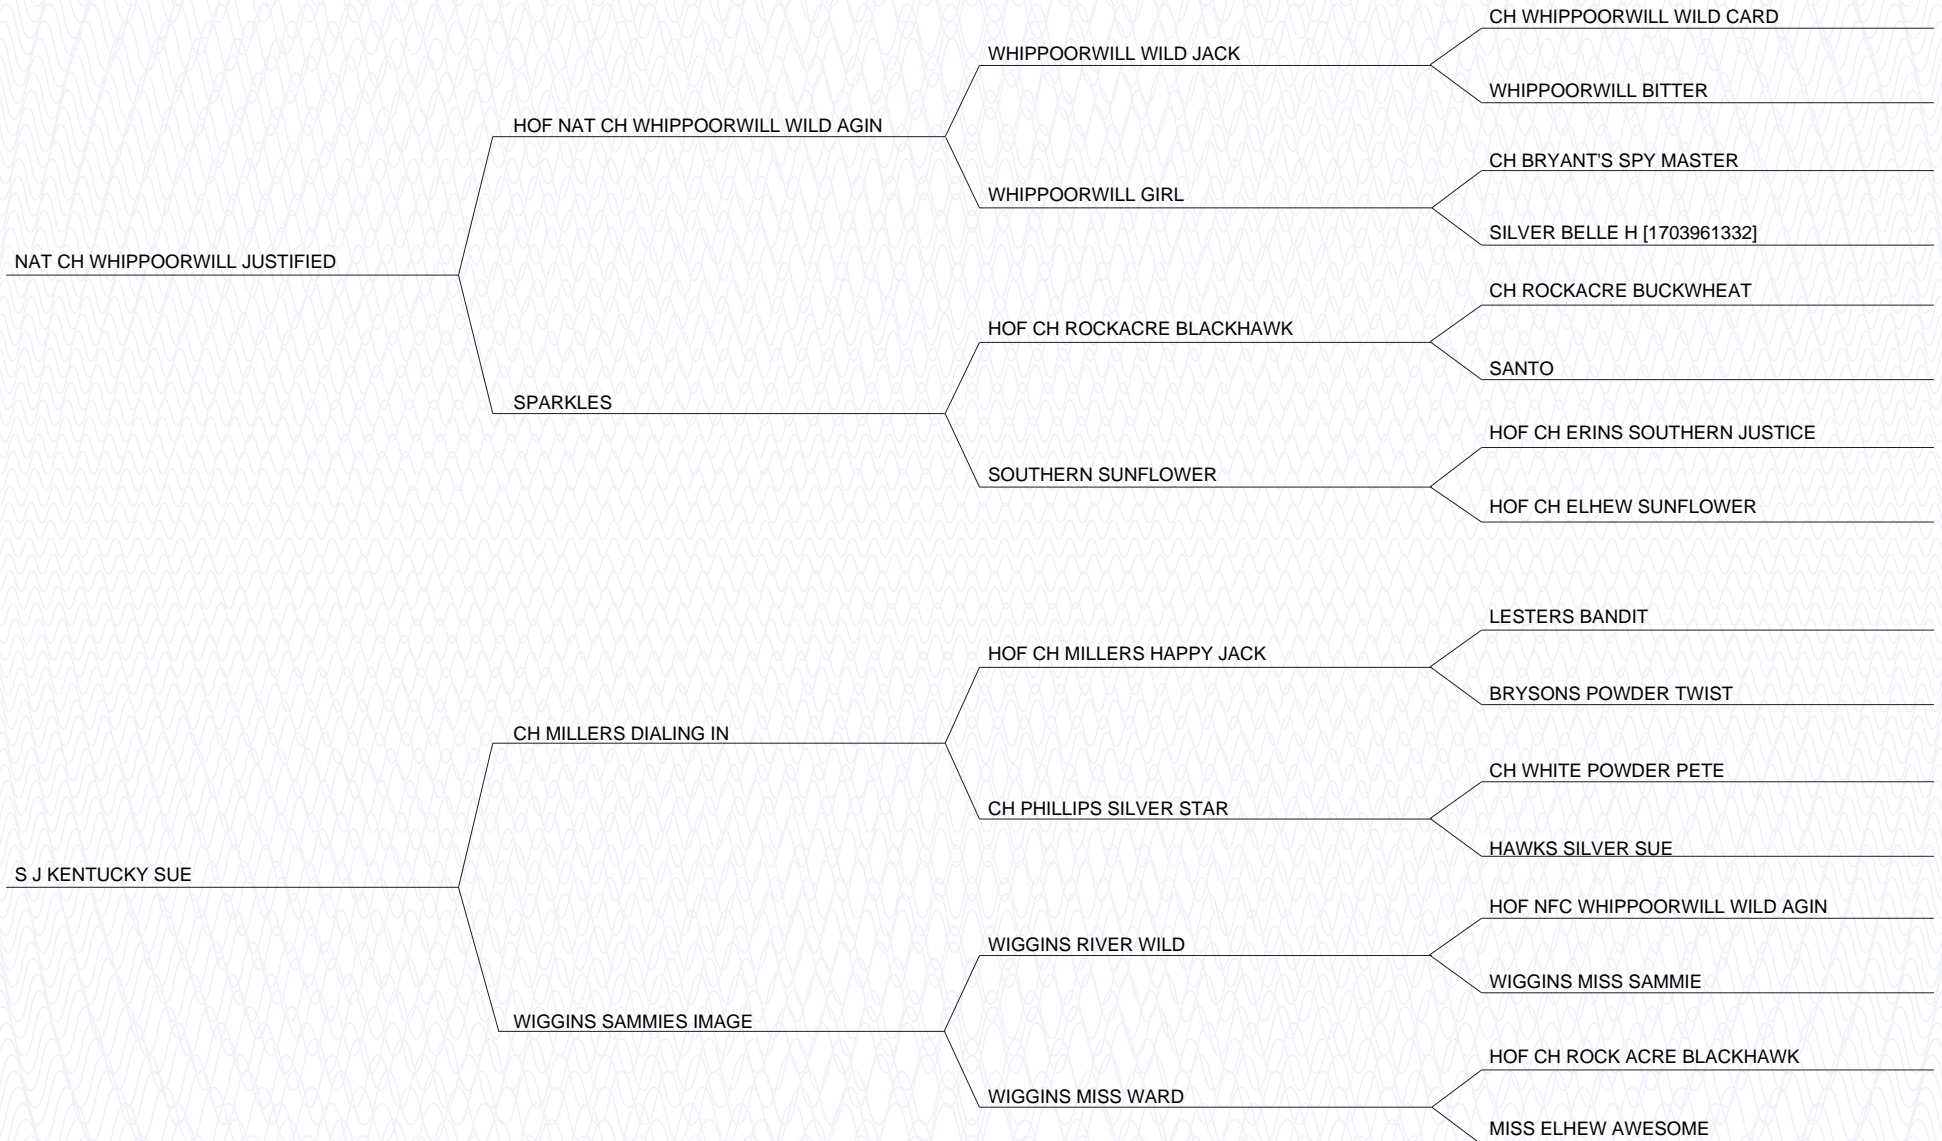 CH WHIPPOORWILL WILD CARD
WHIPPOORWILL WILD JACK
WHIPPOORWILL BITTER
HOF NAT CH WHIPPOORWILL WILD AGIN
CH BRYANT'S SPY MASTER
WHIPPOORWILL GIRL
SILVER BELLE H [1703961332]
NAT CH WHIPPOORWILL JUSTIFIED
CH ROCKACRE BUCKWHEAT
HOF CH ROCKACRE BLACKHAWK
SANTO
SPARKLES
HOF CH ERINS SOUTHERN JUSTICE
SOUTHERN SUNFLOWER
HOF CH ELHEW SUNFLOWER
LESTERS BANDIT
HOF CH MILLERS HAPPY JACK
BRYSONS POWDER TWIST
CH MILLERS DIALING IN
CH WHITE POWDER PETE
CH PHILLIPS SILVER STAR
HAWKS SILVER SUE
S J KENTUCKY SUE
HOF NFC WHIPPOORWILL WILD AGIN
WIGGINS RIVER WILD
WIGGINS MISS SAMMIE
WIGGINS SAMMIES IMAGE
HOF CH ROCK ACRE BLACKHAWK
WIGGINS MISS WARD
MISS ELHEW AWESOME